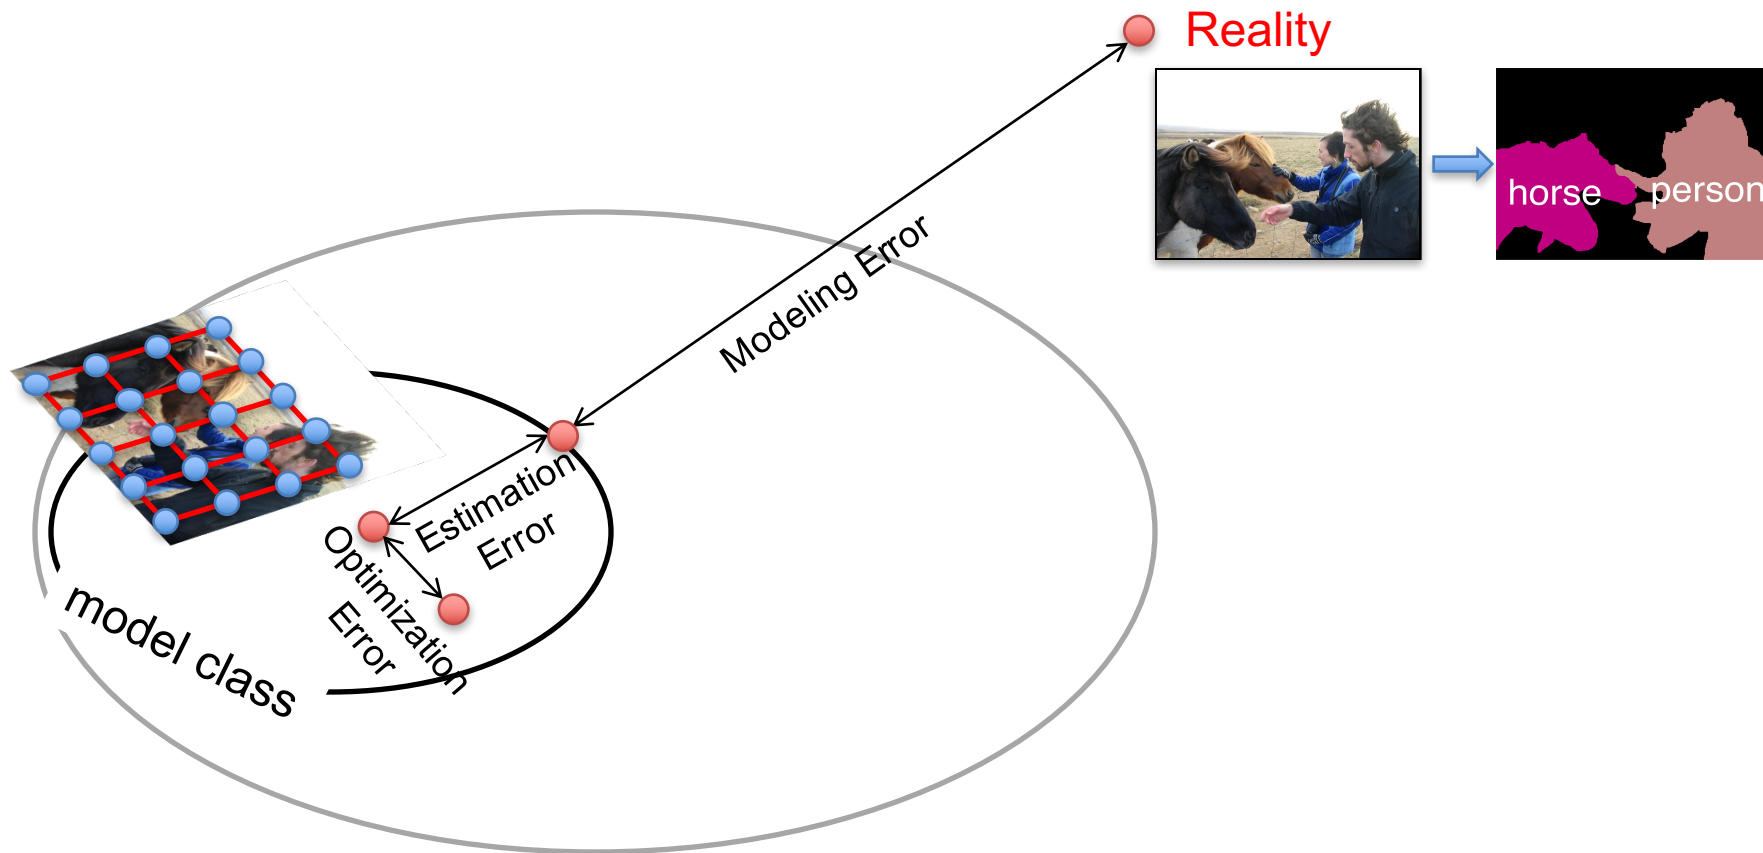 Reality
horse
person
Modeling Error
Estimation
Error
Optimization
Error
model class